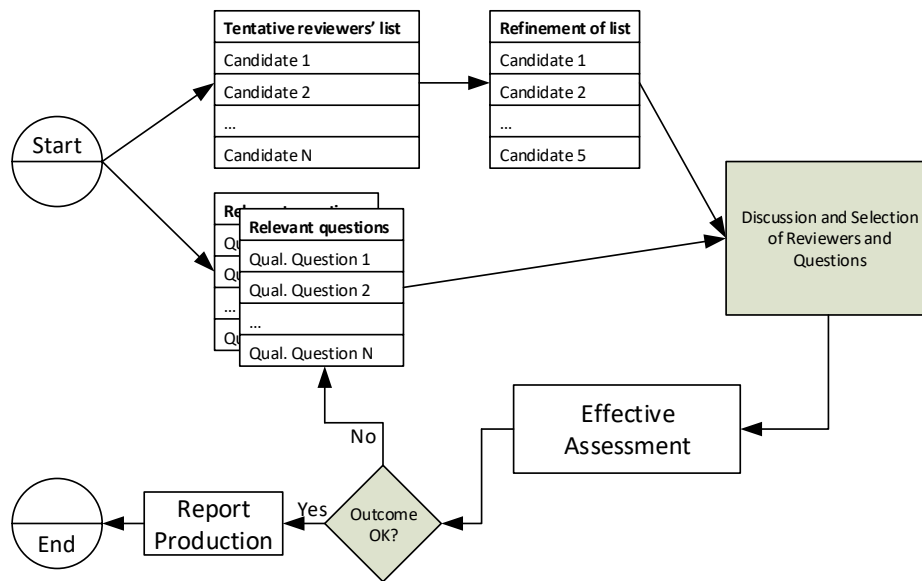 Start
Tentative reviewers' list
Candidate 1
Candidate 2
...
Candidate N
Refinement of list
Candidate 1
Candidate 2
...
Candidate 5
Relevant questions
Qual. Question 1
Qual. Question 2
...
Qual. Question N
Discussion and Selection
of Reviewers and
Questions
Effective
Assessment
No
Outcome
OK?
Yes
Report
Production
End